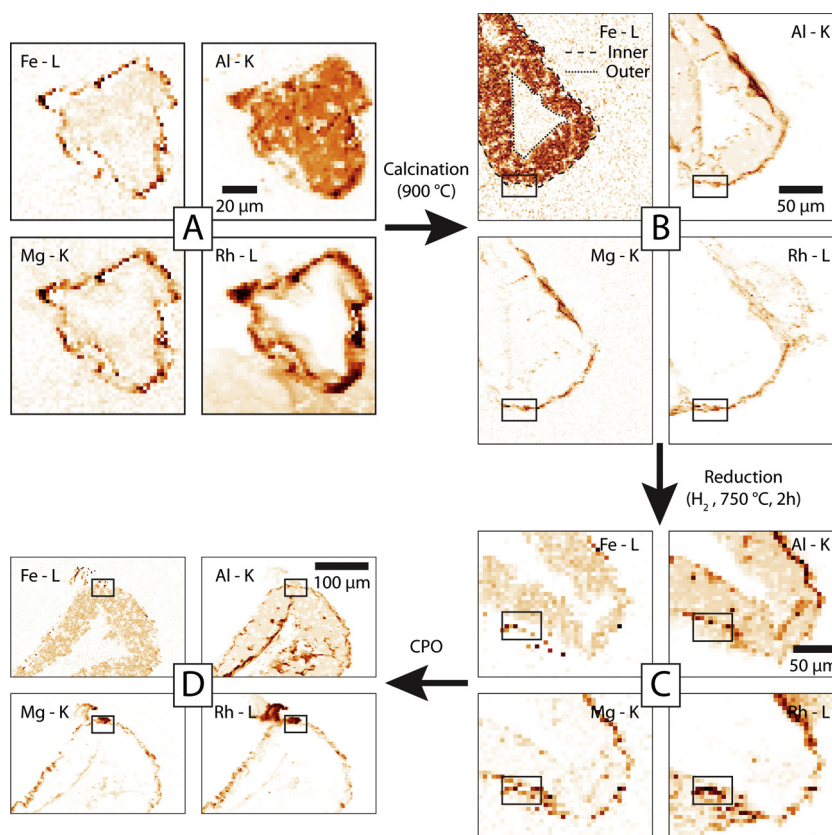 Fe - L
Al - K
20 µm
A
Mg - K
Rh - L
Calcination
(900 °C)
Fe - L
Inner
Outer
Al - K
50 µm
B
Mg - K
Rh - L
Reduction
(H2 , 750 °C, 2h)
Fe - L
Al - K
50 µm
C
Mg - K
Rh - L
CPO
Fe - L
Al - K
100 µm
D
Mg - K
Rh - L